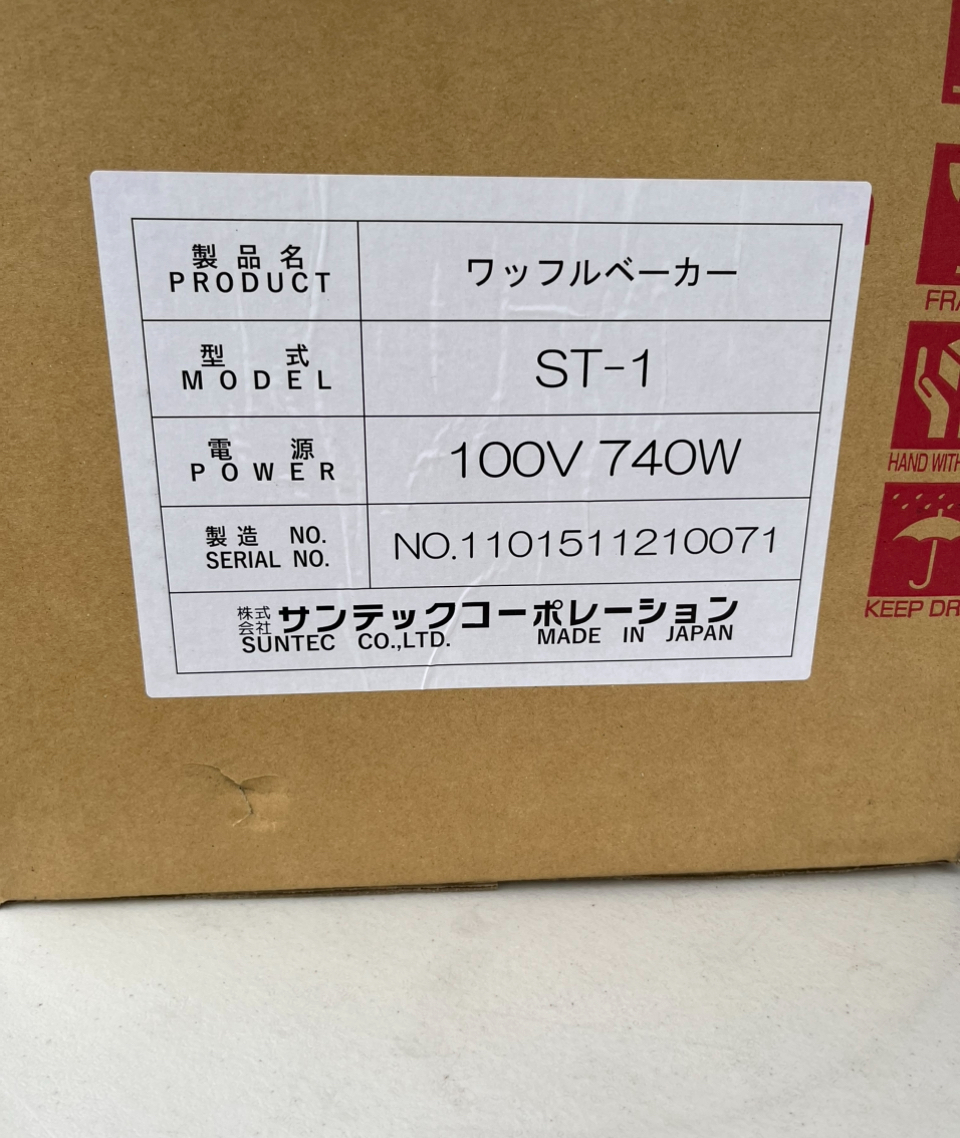 製品名
PRODUCT
ワッフルベーカー
型式
MODEL
ST-1
電源
POWER
100V 740W
製造 NO.
SERIAL NO.
NO.1101511210071
株式会社 サンテックコーポレーション
SUNTEC CO.,LTD. MADE IN JAPAN
HAND WITH
KEEP